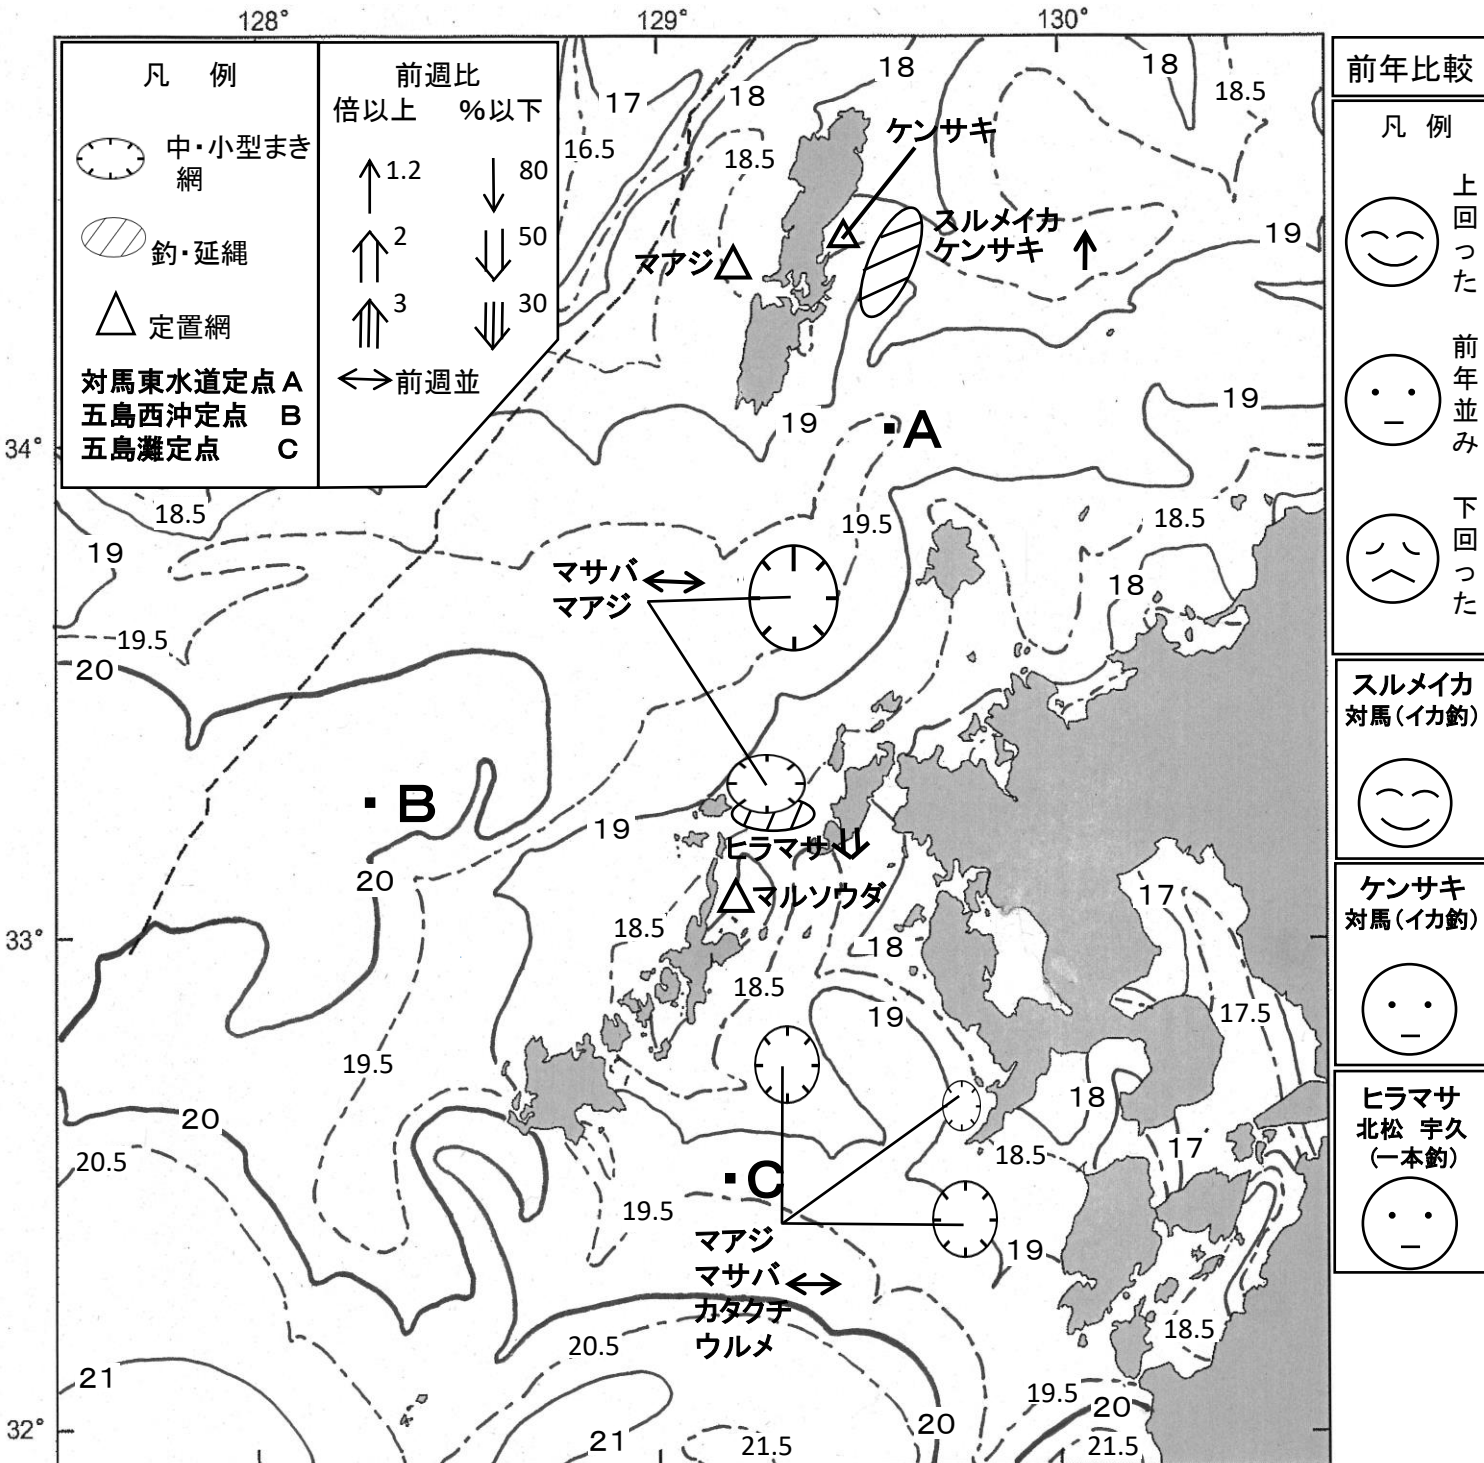 128°
129°
130°
34°
33°
32°
凡 例
中・小型まき
網
釣・延縄
定置網
対馬東水道定点 A
五島西沖定点 B
五島灘定点 C
前週比
倍以上 %以下
1.2 80
2 50
3 30
前週並
17
18
18
18
18.5
16.5
18.5
ケンサキ
スルメイカ
ケンサキ
マアジ
19
19
19
A
18.5
19
19.5
18.5
18
マサバ
マアジ
19.5
20
B
19
ヒラマサ
20
マルソウダ
17
18.5
18
18.5
19
17.5
19.5
18
20
20.5
18.5
17
C
19.5
19
マアジ
マサバ
カタクチ
ウルメ
18.5
20.5
21
19.5
20
20
21
21.5
21.5
前年比較
凡 例
上回った
前年並み
下回った
スルメイカ
対馬(イカ釣)
ケンサキ
対馬(イカ釣)
ヒラマサ
北松 宇久
(一本釣)